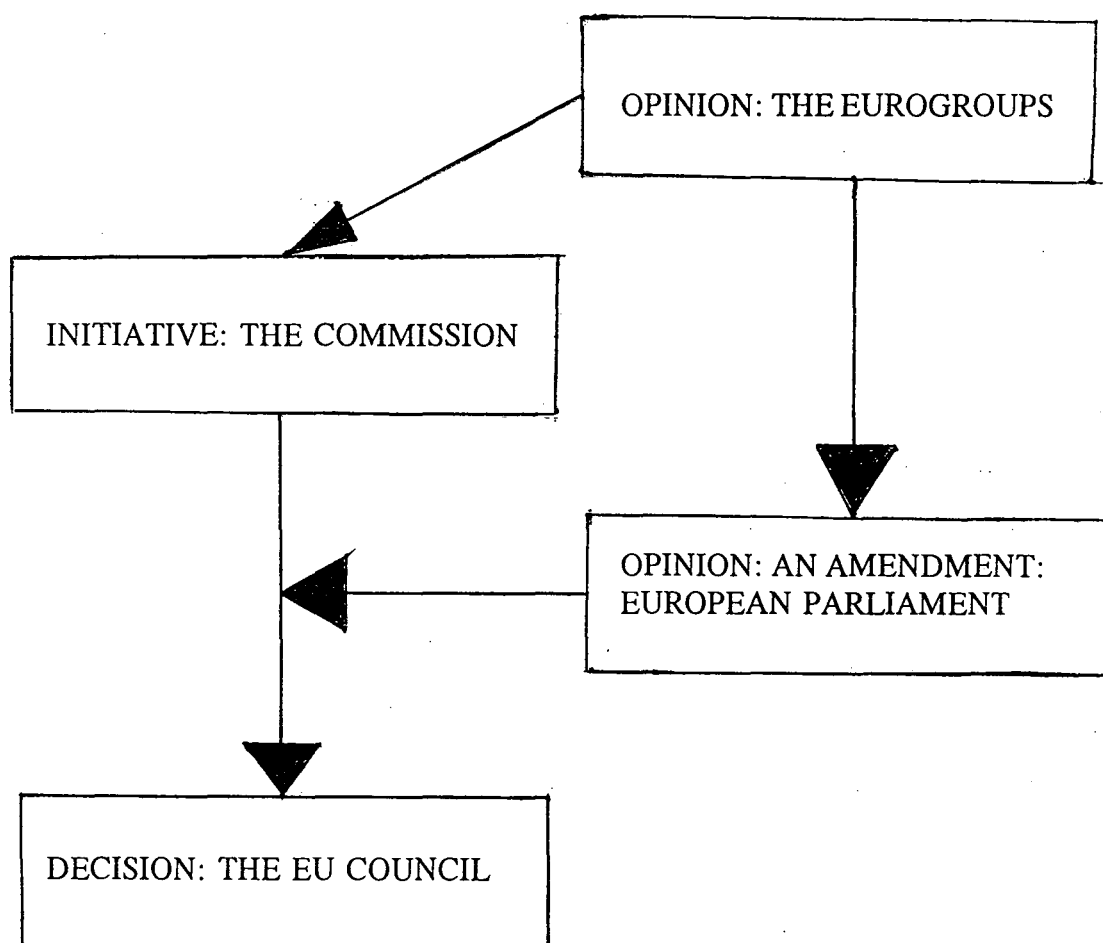 OPINION: THE EUROGROUPS
INITIATIVE: THE COMMISSION
OPINION: AN AMENDMENT:
EUROPEAN PARLIAMENT
DECISION: THE EU COUNCIL